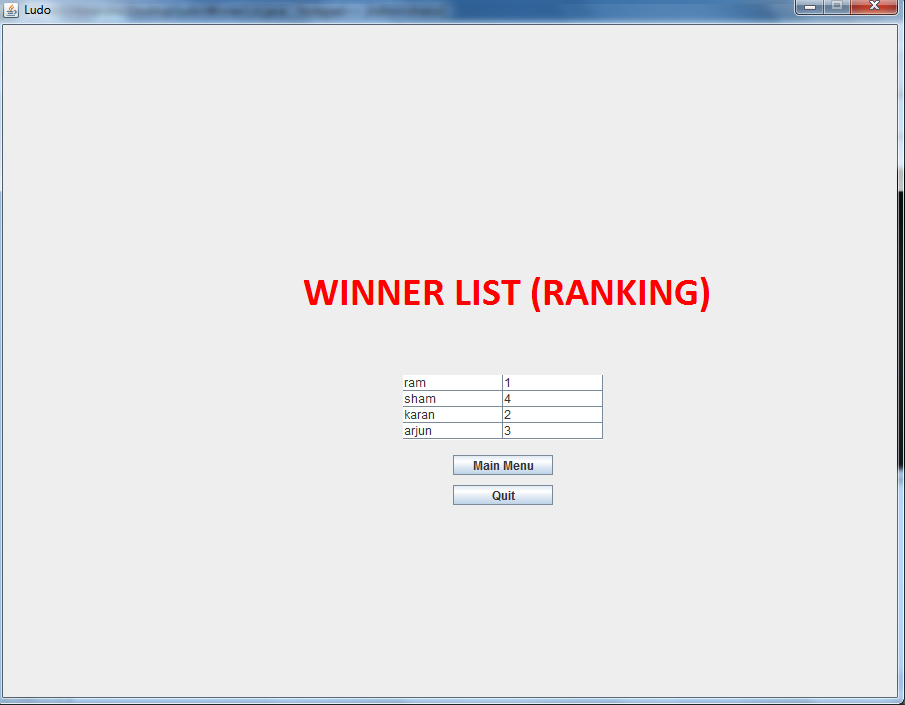 Ludo
WINNER LIST (RANKING)
ram 1
sham 4
karan 2
arjun 3
Main Menu
Quit